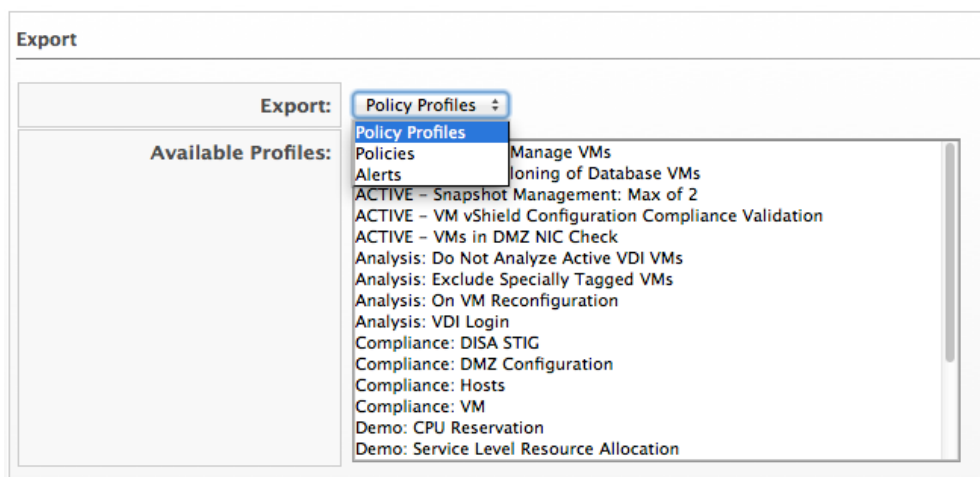 Export
Export:
Policy Profiles
Policy Profiles
Policies
Alerts
Available Profiles:
Manage VMs
loning of Database VMs
ACTIVE – Snapshot Management: Max of 2
ACTIVE – VM vShield Configuration Compliance Validation
ACTIVE – VMs in DMZ NIC Check
Analysis: Do Not Analyze Active VDI VMs
Analysis: Exclude Specially Tagged VMs
Analysis: On VM Reconfiguration
Analysis: VDI Login
Compliance: DISA STIG
Compliance: DMZ Configuration
Compliance: Hosts
Compliance: VM
Demo: CPU Reservation
Demo: Service Level Resource Allocation